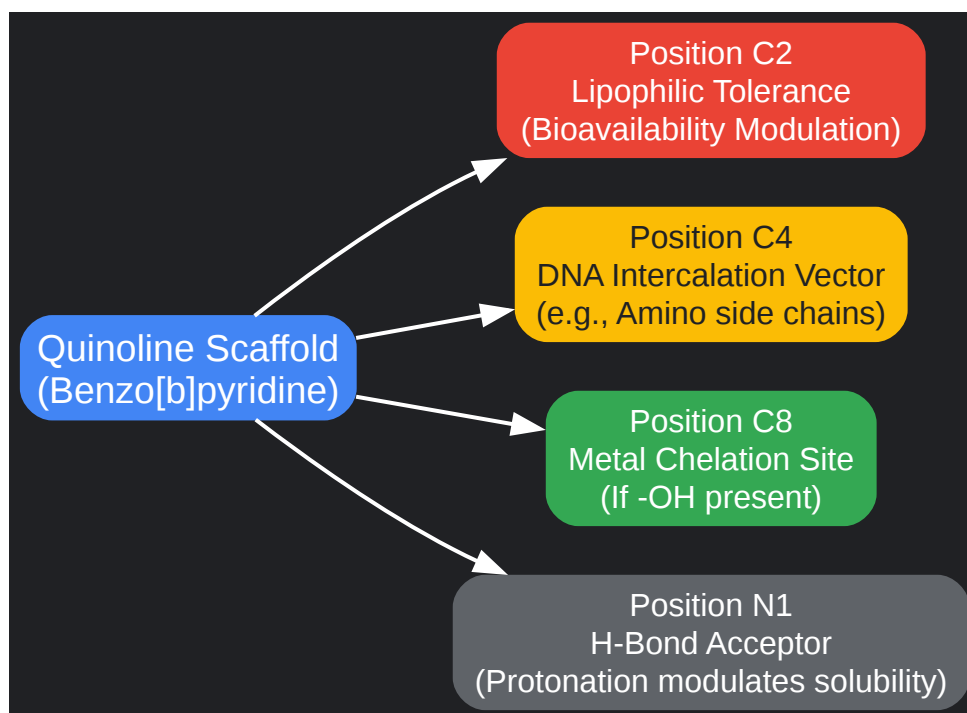 Position C2
Lipophilic Tolerance
(Bioavailability Modulation)
Position C4
DNA Intercalation Vector
(e.g., Amino side chains)
Quinoline Scaffold
(Benzo[b]pyridine)
Position C8
Metal Chelation Site
(If -OH present)
Position N1
H-Bond Acceptor
(Protonation modulates solubility)